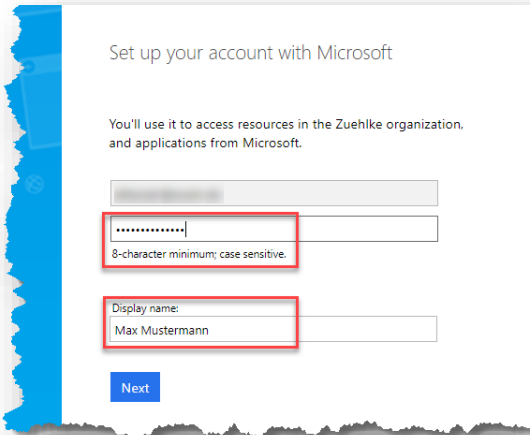 Set up your account with Microsoft
You'll use it to access resources in the Zuehlke organization,
and applications from Microsoft.
••••••••••••••
8-character minimum; case sensitive.
Display name:
Max Mustermann
Next